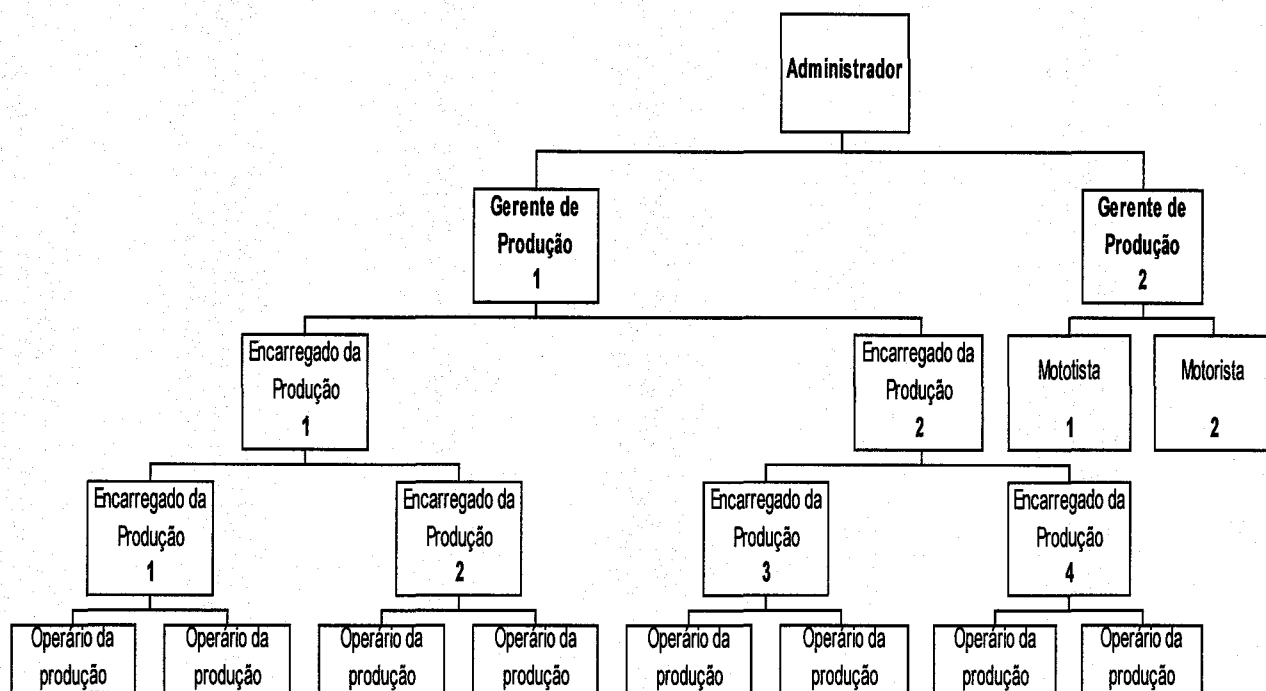 Administrador
Gerente de
Produção
1
Gerente de
Produção
2
Encarregado da
Produção
1
Encarregado da
Produção
2
Mototista
1
Motorista
2
Encarregado da
Produção
1
Encarregado da
Produção
2
Encarregado da
Produção
3
Encarregado da
Produção
4
Operário da
produção
Operário da
produção
Operário da
produção
Operário da
produção
Operário da
produção
Operário da
produção
Operário da
produção
Operário da
produção